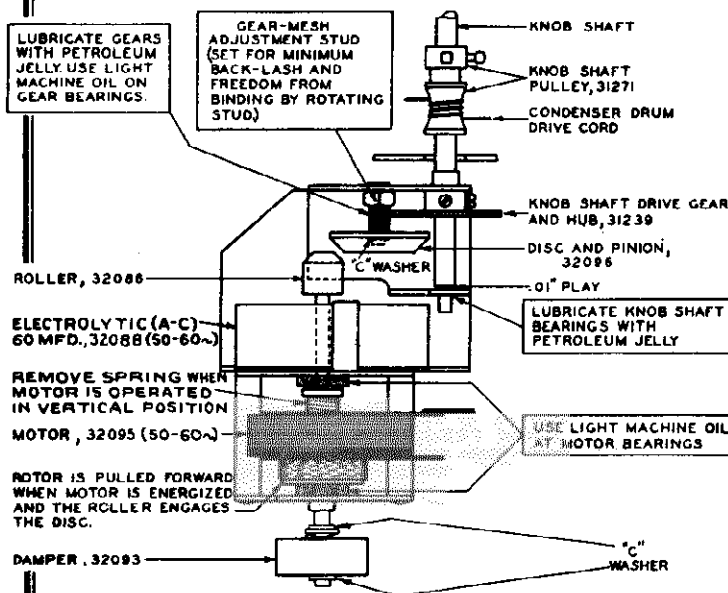 LUBRICATE GEARS
WITH PETROLEUM
JELLY. USE LIGHT
MACHINE OIL ON
GEAR BEARINGS.
GEAR-MESH
ADJUSTMENT STUD
(SET FOR MINIMUM
BACK-LASH AND
FREEDOM FROM
BINDING BY ROTATING
STUD)
KNOB SHAFT
KNOB SHAFT
PULLEY, 31271
CONDENSER DRUM
DRIVE CORD
KNOB SHAFT DRIVE GEAR
AND HUB, 31239
"C" WASHER
DISC AND PINION,
32096
.01" PLAY
LUBRICATE KNOB SHAFT
BEARINGS WITH
PETROLEUM JELLY
ROLLER, 32086
ELECTROLYTIC (A-C)
60 MFD., 32088 (50-60~)
REMOVE SPRING WHEN
MOTOR IS OPERATED
IN VERTICAL POSITION
MOTOR, 32095 (50-60~)
USE LIGHT MACHINE OIL
AT MOTOR BEARINGS
ROTOR IS PULLED FORWARD
WHEN MOTOR IS ENERGIZED
AND THE ROLLER ENGAGES
THE DISC.
DAMPER, 32093
"C"
WASHER